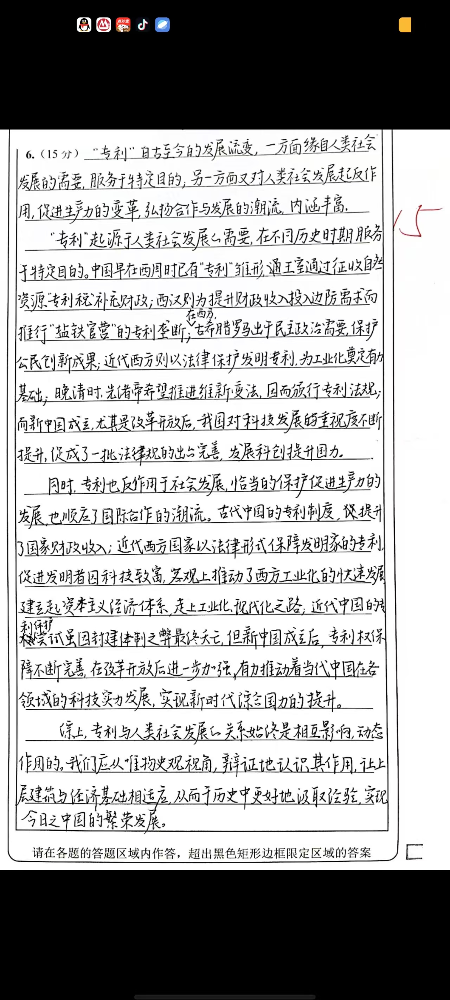 点外卖
6.（15分）“专利”自古至今的发展流变，一方面缘自人类社会
发展的需要，服务于特定目的；另一方面又对人类社会发展起反作
用，促进生产力的变革，弘扬合作与发展的潮流，内涵丰富.
“专利”起源于人类社会发展的需要，在不同历史时期服务
于特定目的。中国早在西周时已有“专利”雏形，通王室通过征收自然
资源“专利税”补充财政；西汉则为提升财政收入投入边防需求而
在西方，
推行“盐铁官营”的专利垄断；古希腊罗马出于民主政治需要，保护
公民创新成果；近代西方则以法律保护发明专利，为工业化奠定有力
基础；晚清时，光绪帝希望推进维新变法，因而颁行专利法规；
而新中国成立，尤其是改革开放后，我国对科技发展的重视度不断
提升，促成了一批法律规的出台完善，发展科创提升国力。
同时，专利也反作用于社会发展，恰当的保护促进生产力的
发展，也顺应了国际合作的潮流。古代中国的专利制度，提升
了国家财政收入；近代西方国家以法律形式保障发明家的专利，
促进发明者因科技致富，客观上推动了西方工业化的快速发展
建立起资本主义经济体系，走上工业化、现代化之路；近代中国的专
利保护
尝试虽因封建体制之弊最终夭亡，但新中国成立后，专利权保
障不断完善，在改革开放后进一步加强，有力推动着当代中国在各
领域的科技实力发展，实现新时代综合国力的提升。
综上，专利与人类社会发展的关系始终是相互影响，动态
作用的。我们应从唯物史观视角，辩证地认识其作用，让上
层建筑与经济基础相适应，从而于历史中更好地汲取经验，实现
今日之中国的繁荣发展。
15
请在各题的答题区域内作答，超出黑色矩形边框限定区域的答案